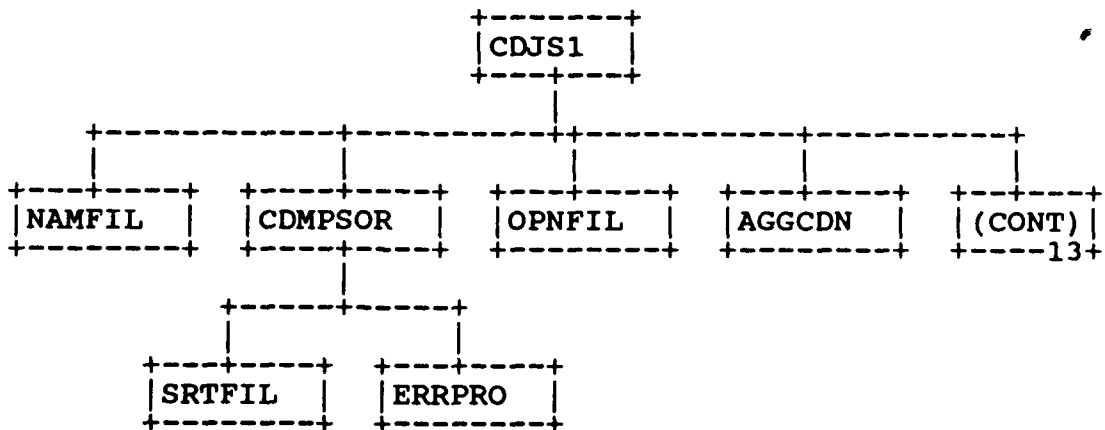 CDJS1
NAMFIL CDMPSOR OPNFIL AGGCDN (CONT)
13
SRTFIL ERRPRO